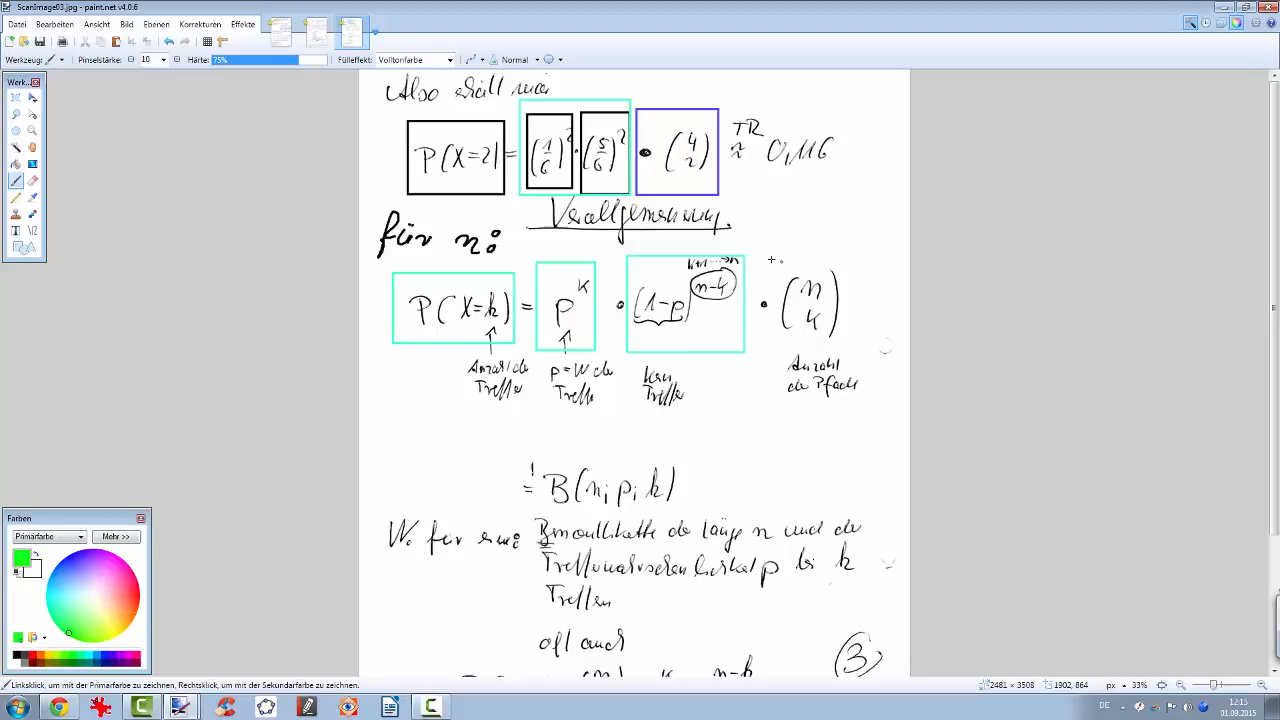 ScanImage03.jpg - paint.net v4.0.6
Datei Bearbeiten Ansicht Bild Ebenen Korrekturen Effekte
Werkzeug: Pinselstärke: 10 Härte: 75% Fülleffekt: Volltonfarbe Normal
Werk...
Also erhält man
P(X=2) = (1/6)² · (5/6)² • (4 2) TR ≈ 0,116
Verallgemeinerung.
für n:
k+1...→n
P(X=k) = p^k • (1-p)^(n-k) • (n k)
Anzahl der Treffer
p=W der Treffer
kein Treffer
Anzahl der Pfade
! = B(n; p; k)
W. für eine Bernoullikette der Länge n und der
Trefferwahrscheinlichkeit p bei k
Treffern
oft auch
n-k
3
Farben
Primärfarbe Mehr >>
Linksklick, um mit der Primärfarbe zu zeichnen, Rechtsklick, um mit der Sekundärfarbe zu zeichnen.
2481 x 3508 1902, 864 px 33%
DE 12:15
01.09.2015